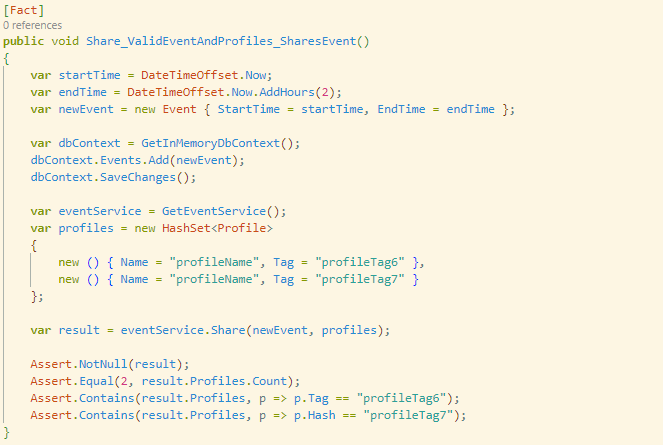 [Fact]
0 references
public void Share_ValidEventAndProfiles_SharesEvent()
{
var startTime = DateTimeOffset.Now;
var endTime = DateTimeOffset.Now.AddHours(2);
var newEvent = new Event { StartTime = startTime, EndTime = endTime };
var dbContext = GetInMemoryDbContext();
dbContext.Events.Add(newEvent);
dbContext.SaveChanges();
var eventService = GetEventService();
var profiles = new HashSet<Profile>
{
new () { Name = "profileName", Tag = "profileTag6" },
new () { Name = "profileName", Tag = "profileTag7" }
};
var result = eventService.Share(newEvent, profiles);
Assert.NotNull(result);
Assert.Equal(2, result.Profiles.Count);
Assert.Contains(result.Profiles, p => p.Tag == "profileTag6");
Assert.Contains(result.Profiles, p => p.Hash == "profileTag7");
}